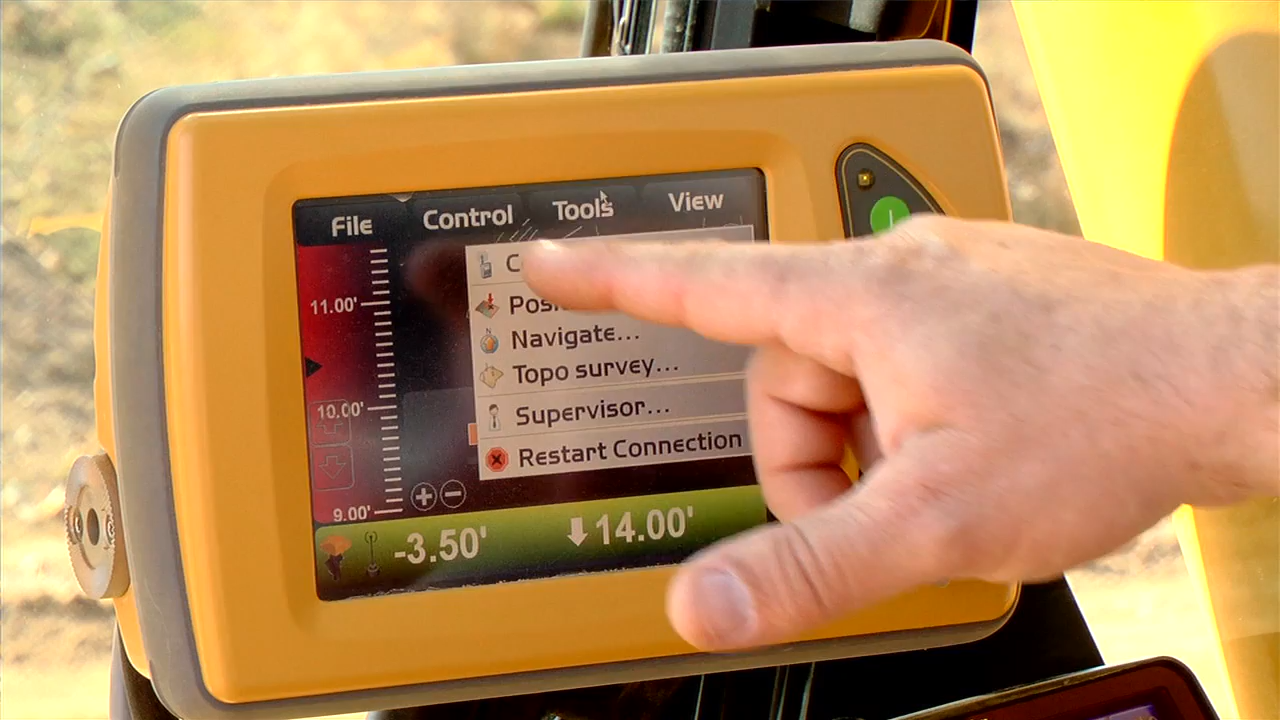 File Control Tools View
11.00'
Navigate...
Topo survey...
10.00'
Supervisor...
Restart Connection
9.00'
-3.50' 14.00'